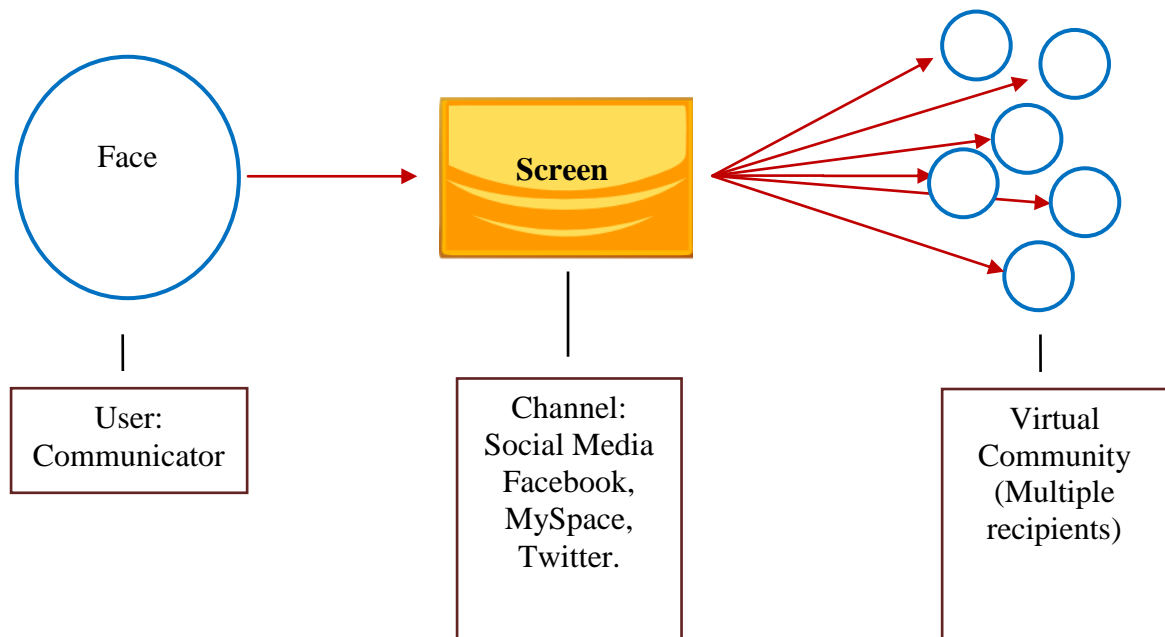 Face
Screen
User:
Communicator
Channel:
Social Media
Facebook,
MySpace,
Twitter.
Virtual
Community
(Multiple
recipients)